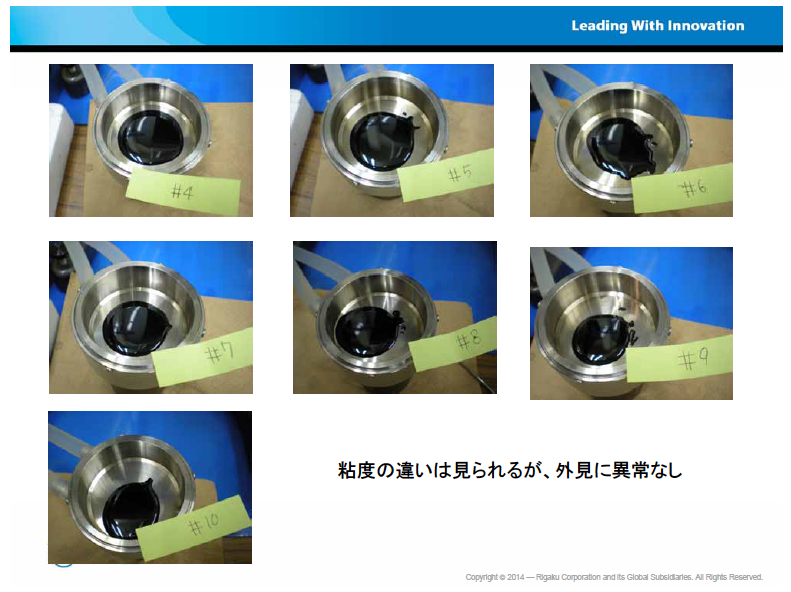 Leading With Innovation
#4
#5
#6
#7
#8
#9
#10
粘度の違いは見られるが、外見に異常なし
Copyright © 2014 — Rigaku Corporation and its Global Subsidiaries. All Rights Reserved.